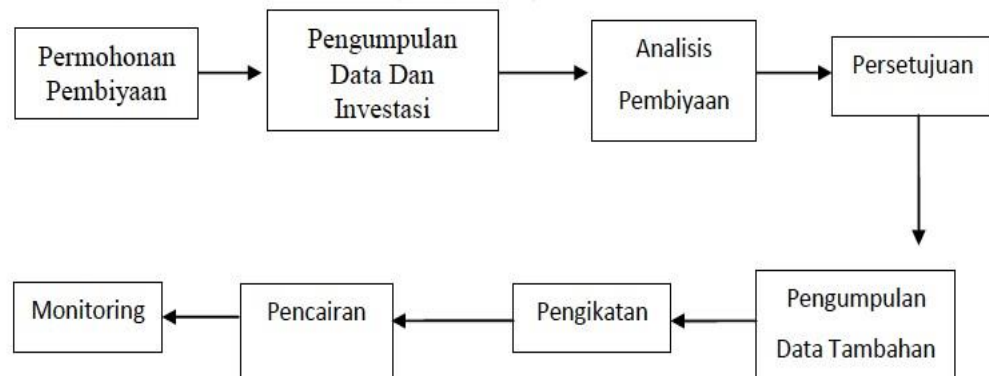 Permohonan
Pembiyaan
Pengumpulan
Data Dan
Investasi
Analisis
Pembiyaan
Persetujuan
Pengumpulan
Data Tambahan
Pengikatan
Pencairan
Monitoring